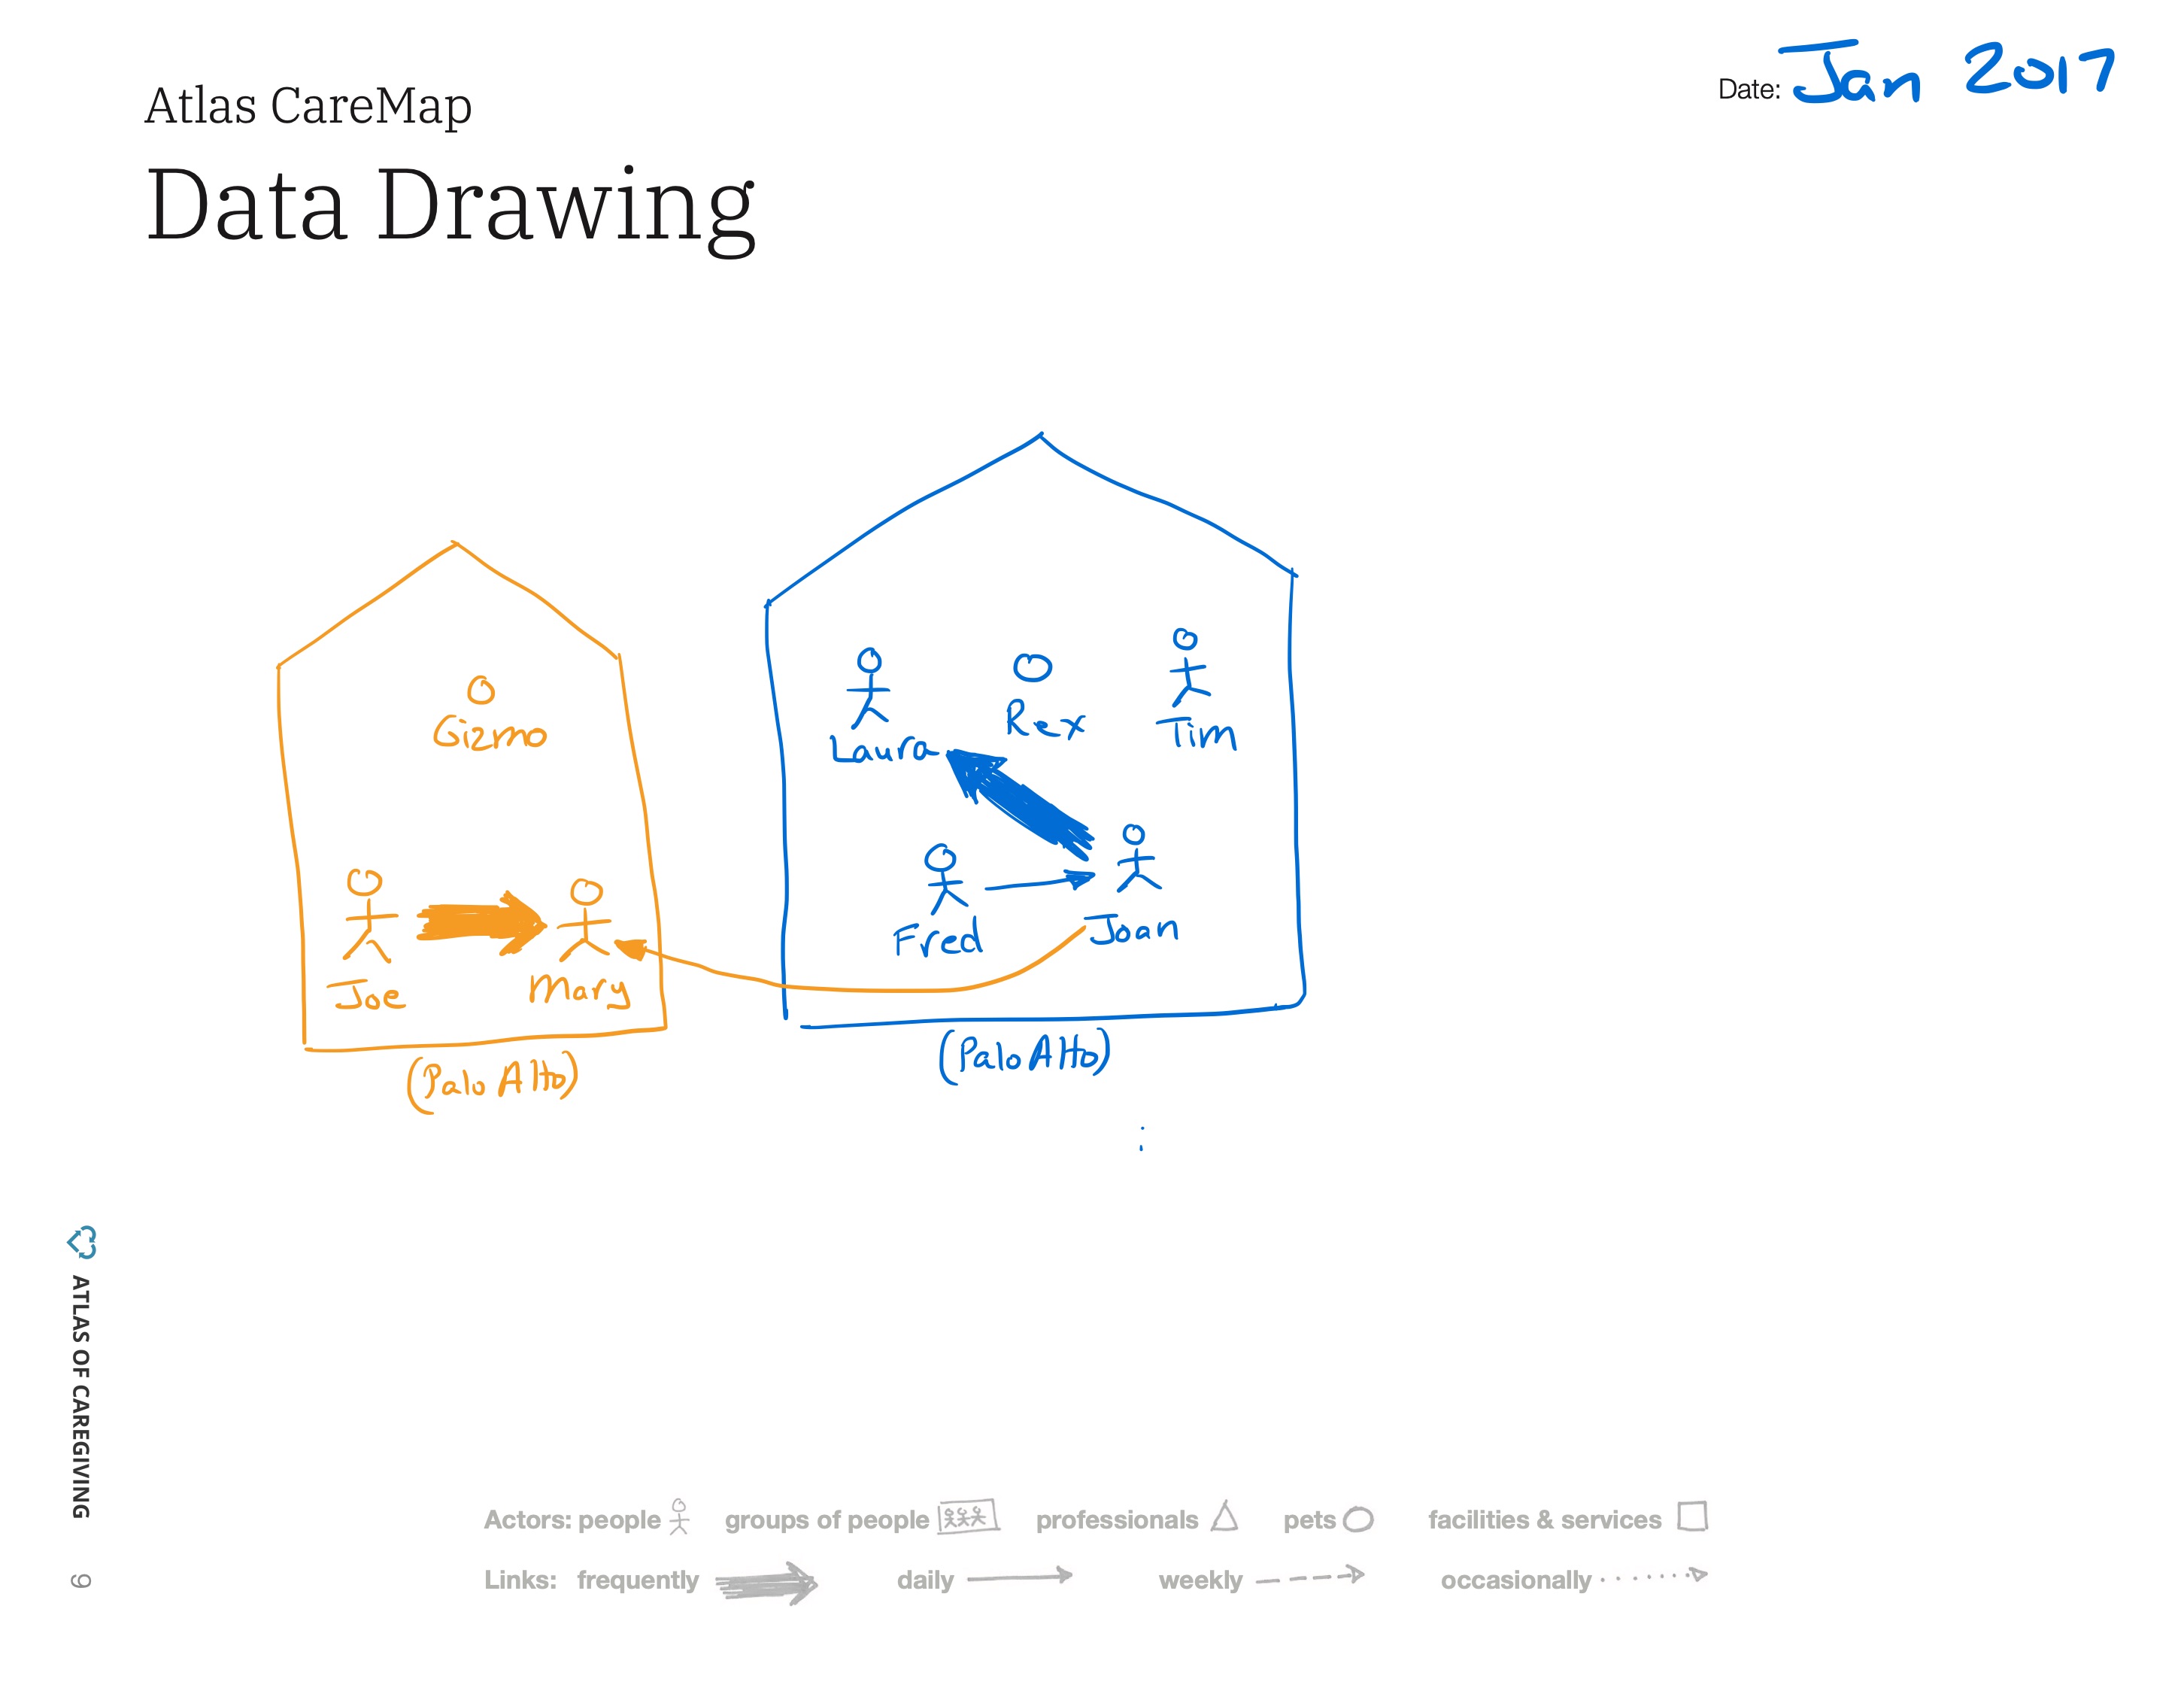 Atlas CareMap
Date: Jan 2017
Data Drawing
Gizmo
Laura
Rex
Tim
Joe
Mary
Fred
Joan
(Palo Alto)
(Palo Alto)
ATLAS OF CAREGIVING
9
Actors: people groups of people professionals pets facilities & services
Links: frequently daily weekly occasionally